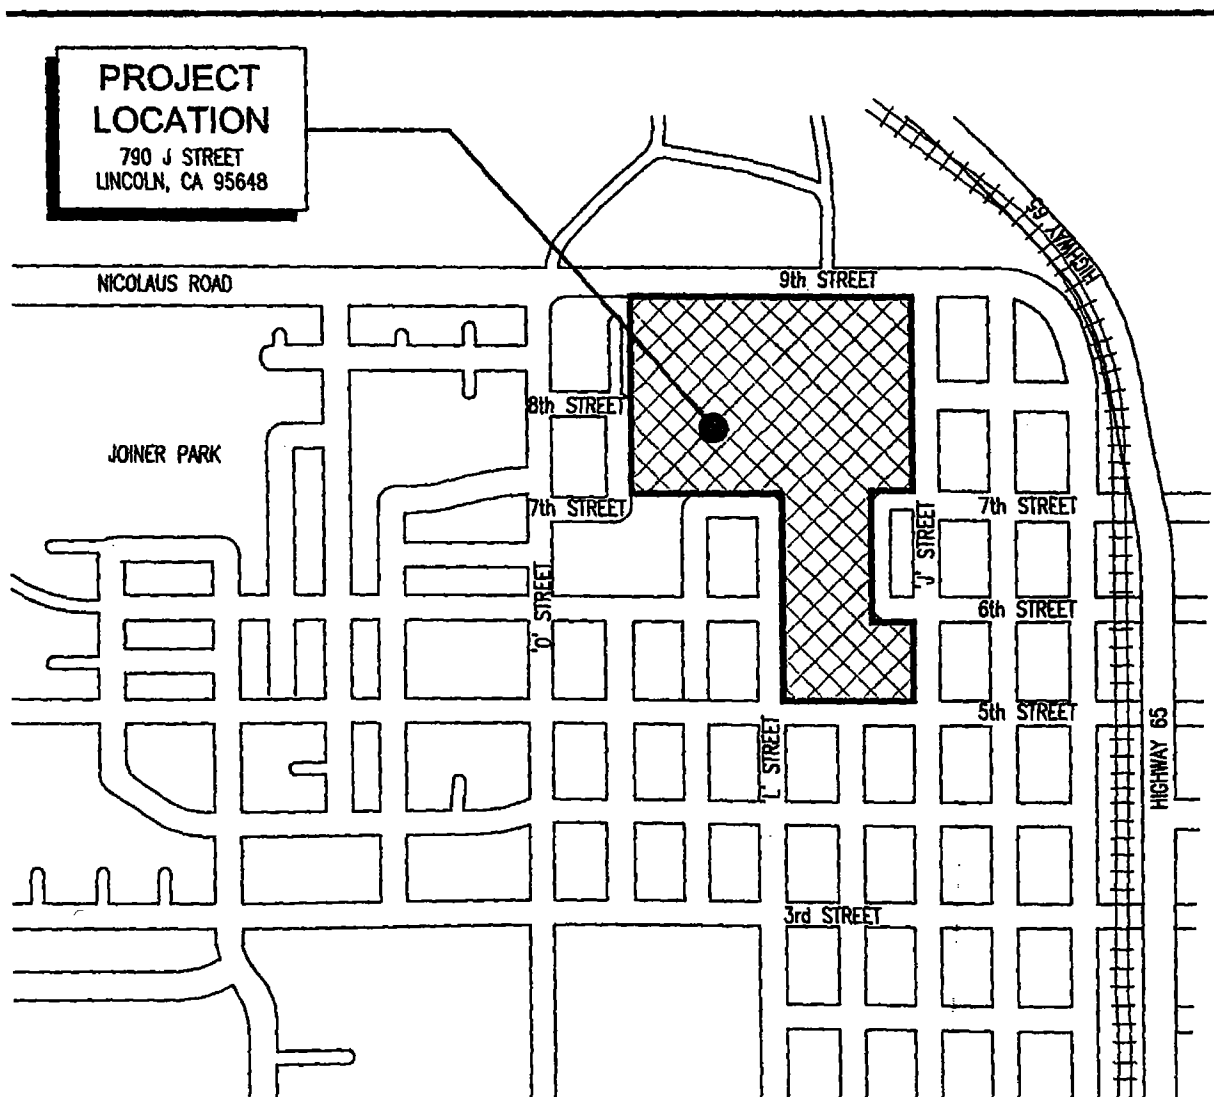 PROJECT
LOCATION
790 J STREET
LINCOLN, CA 95648
HIGHWAY 65
NICOLAUS ROAD
9th STREET
8th STREET
JOINER PARK
7th STREET
7th STREET
'J' STREET
'O' STREET
6th STREET
5th STREET
'L' STREET
HIGHWAY 65
3rd STREET